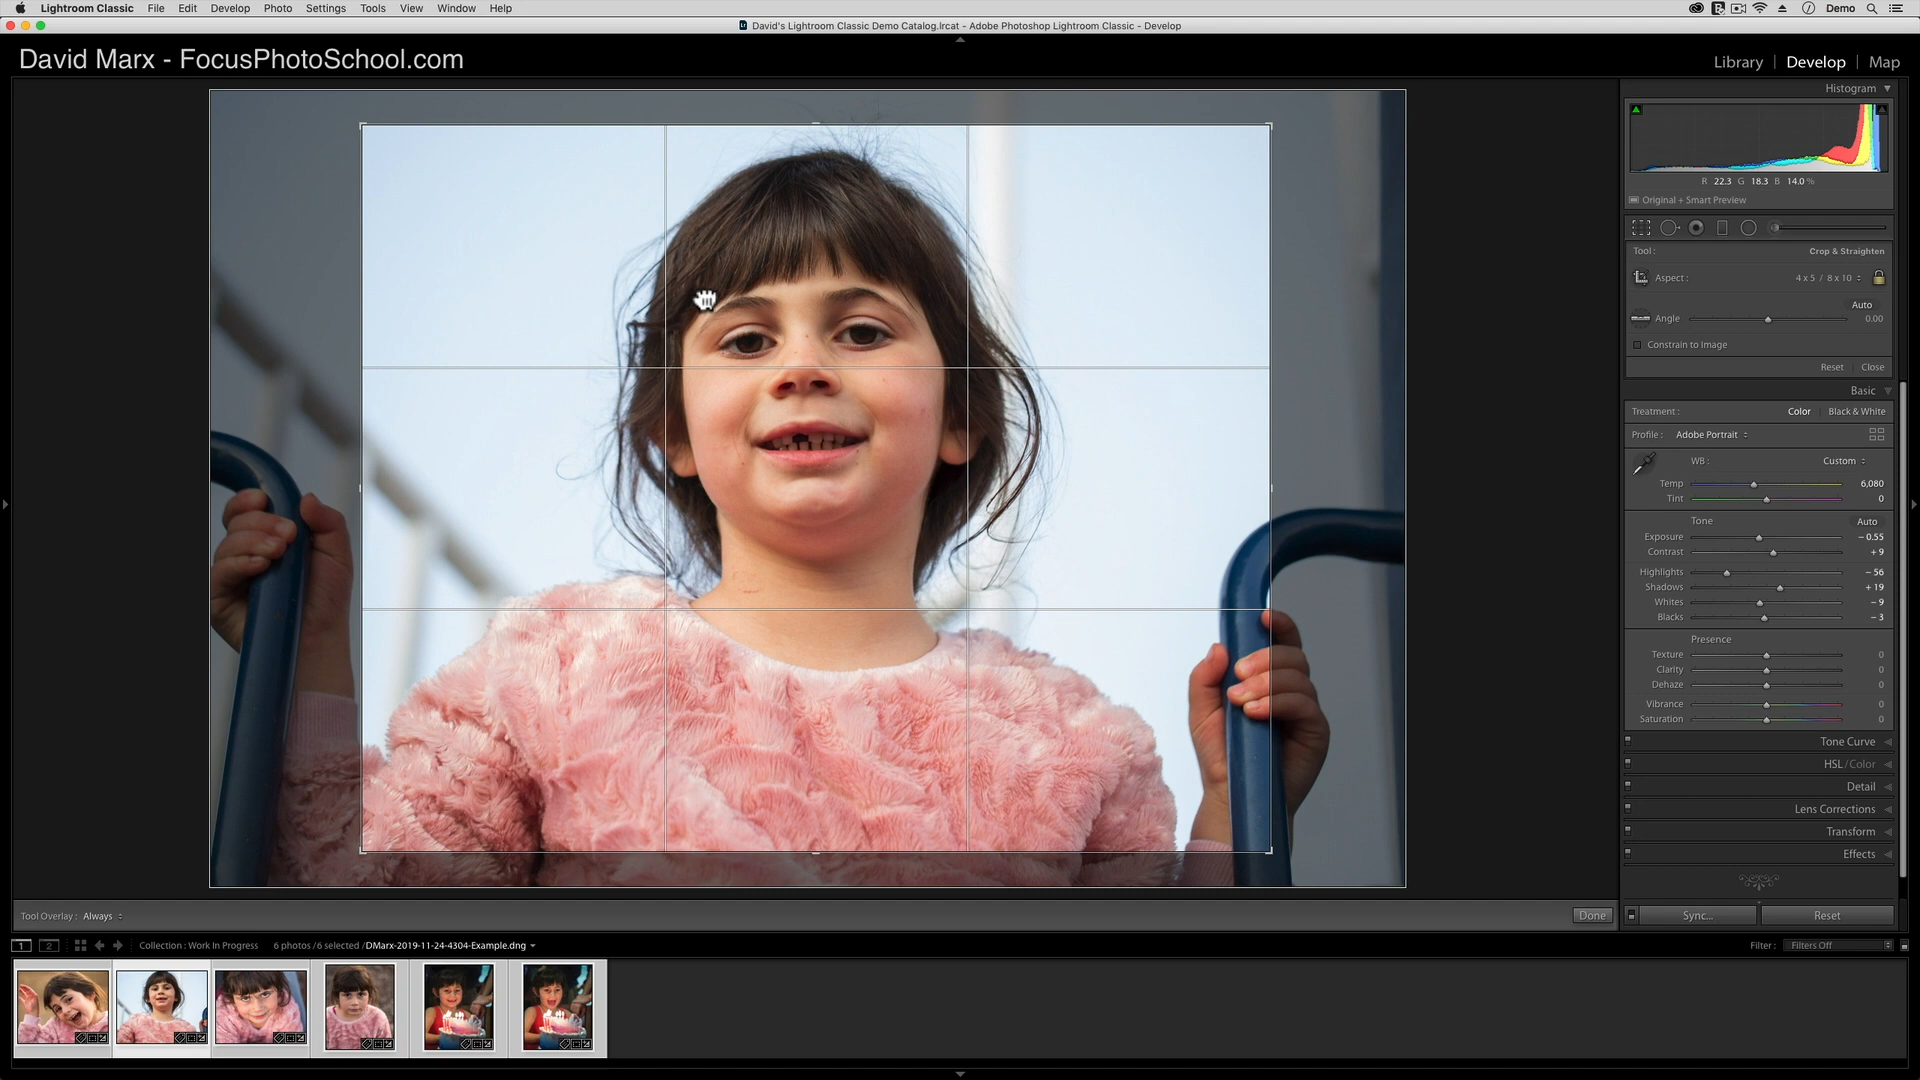 Lightroom Classic File Edit Develop Photo Settings Tools View Window Help Demo
David's Lightroom Classic Demo Catalog.lrcat - Adobe Photoshop Lightroom Classic - Develop
David Marx - FocusPhotoSchool.com
Library | Develop | Map
Histogram
R 22.3 G 18.3 B 14.0 %
Original + Smart Preview
Tool : Crop & Straighten
Aspect : 4 x 5 / 8 x 10
Auto
Angle 0.00
Constrain to Image
Reset Close
Basic
Treatment : Color Black & White
Profile : Adobe Portrait
WB : Custom
Temp 6,080
Tint 0
Tone Auto
Exposure - 0.55
Contrast + 9
Highlights - 56
Shadows + 19
Whites - 9
Blacks - 3
Presence
Texture 0
Clarity 0
Dehaze 0
Vibrance 0
Saturation 0
Tone Curve
HSL / Color
Detail
Lens Corrections
Transform
Effects
Tool Overlay : Always Done Sync... Reset
1 2 Collection : Work In Progress 6 photos / 6 selected / DMarx-2019-11-24-4304-Example.dng Filter : Filters Off